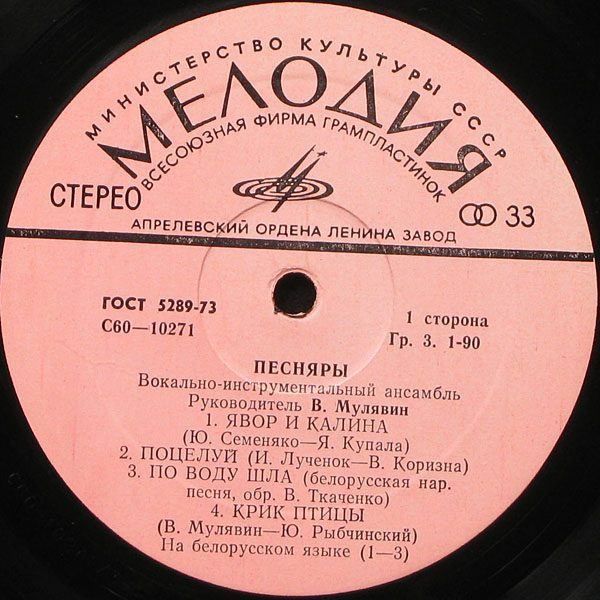 МИНИСТЕРСТВО КУЛЬТУРЫ СССР
МЕЛОДИЯ
ВСЕСОЮЗНАЯ ФИРМА ГРАМПЛАСТИНОК
СТЕРЕО
33
АПРЕЛЕВСКИЙ ОРДЕНА ЛЕНИНА ЗАВОД
ГОСТ 5289-73
С60—10271
1 сторона
Гр. 3. 1-90
ПЕСНЯРЫ
Вокально-инструментальный ансамбль
Руководитель В. Мулявин
1. ЯВОР И КАЛИНА
(Ю. Семеняко—Я. Купала)
2. ПОЦЕЛУЙ (И. Лученок—В. Коризна)
3. ПО ВОДУ ШЛА (белорусская нар.
песня, обр. В. Ткаченко)
4. КРИК ПТИЦЫ
(В. Мулявин—Ю. Рыбчинский)
На белорусском языке (1—3)